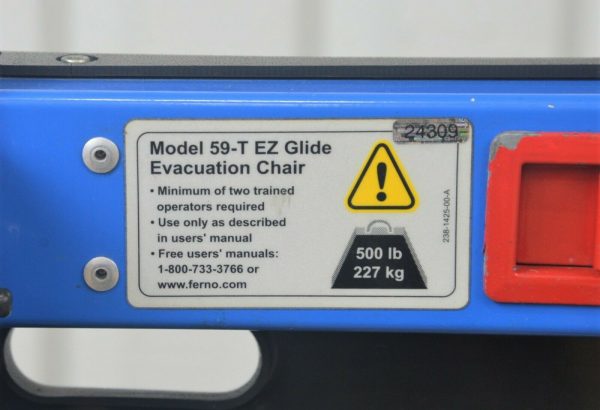 24309
Model 59-T EZ Glide
Evacuation Chair
• Minimum of two trained
operators required
• Use only as described
in users' manual
• Free users' manuals:
1-800-733-3766 or
www.ferno.com
!
500 lb
227 kg
238-1425-00-A